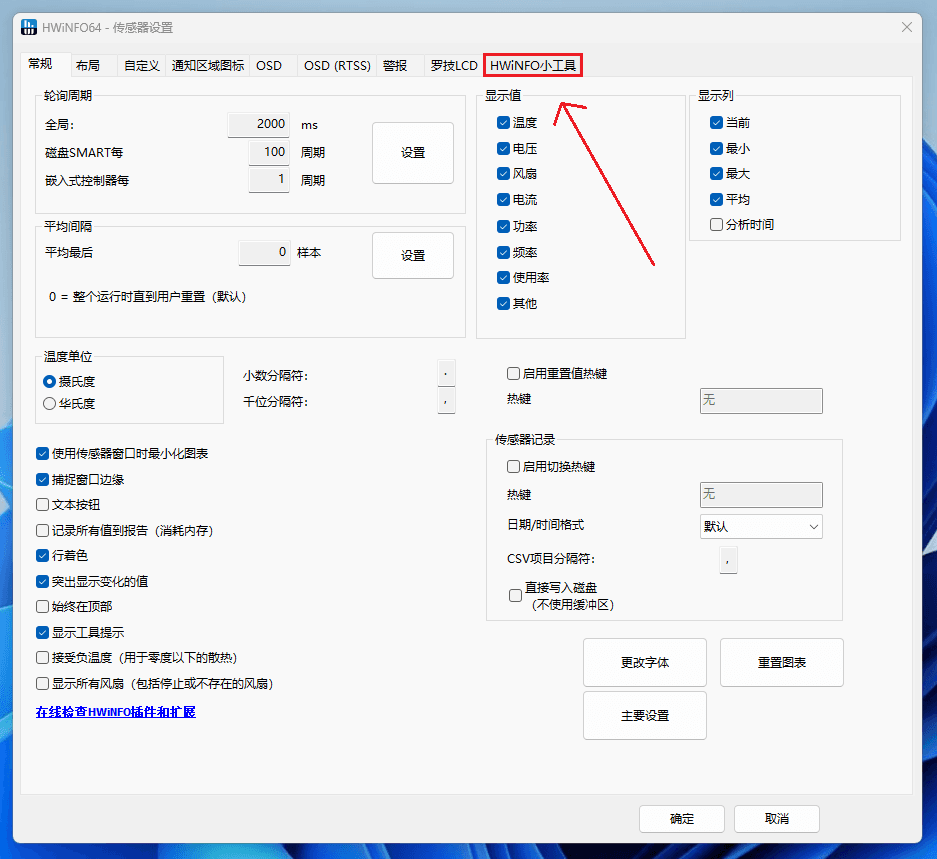 HWiNFO64 - 传感器设置
常规 布局 自定义 通知区域图标 OSD OSD (RTSS) 警报 罗技LCD HWiNFO小工具
轮询周期
全局: 2000 ms
磁盘SMART每 100 周期
嵌入式控制器每 1 周期
设置
平均间隔
平均最后 0 样本
设置
0 = 整个运行时直到用户重置（默认）
显示值
温度
电压
风扇
电流
功率
频率
使用率
其他
显示列
当前
最小
最大
平均
分析时间
温度单位
摄氏度
华氏度
小数分隔符: .
千位分隔符: ,
启用重置值热键
热键 无
传感器记录
启用切换热键
热键 无
日期/时间格式 默认
CSV项目分隔符: ,
直接写入磁盘
（不使用缓冲区）
使用传感器窗口时最小化图表
捕捉窗口边缘
文本按钮
记录所有值到报告（消耗内存）
行着色
突出显示变化的值
始终在顶部
显示工具提示
接受负温度（用于零度以下的散热）
显示所有风扇（包括停止或不存在的风扇）
在线检查HWiNFO插件和扩展
更改字体 重置图表
主要设置
确定 取消